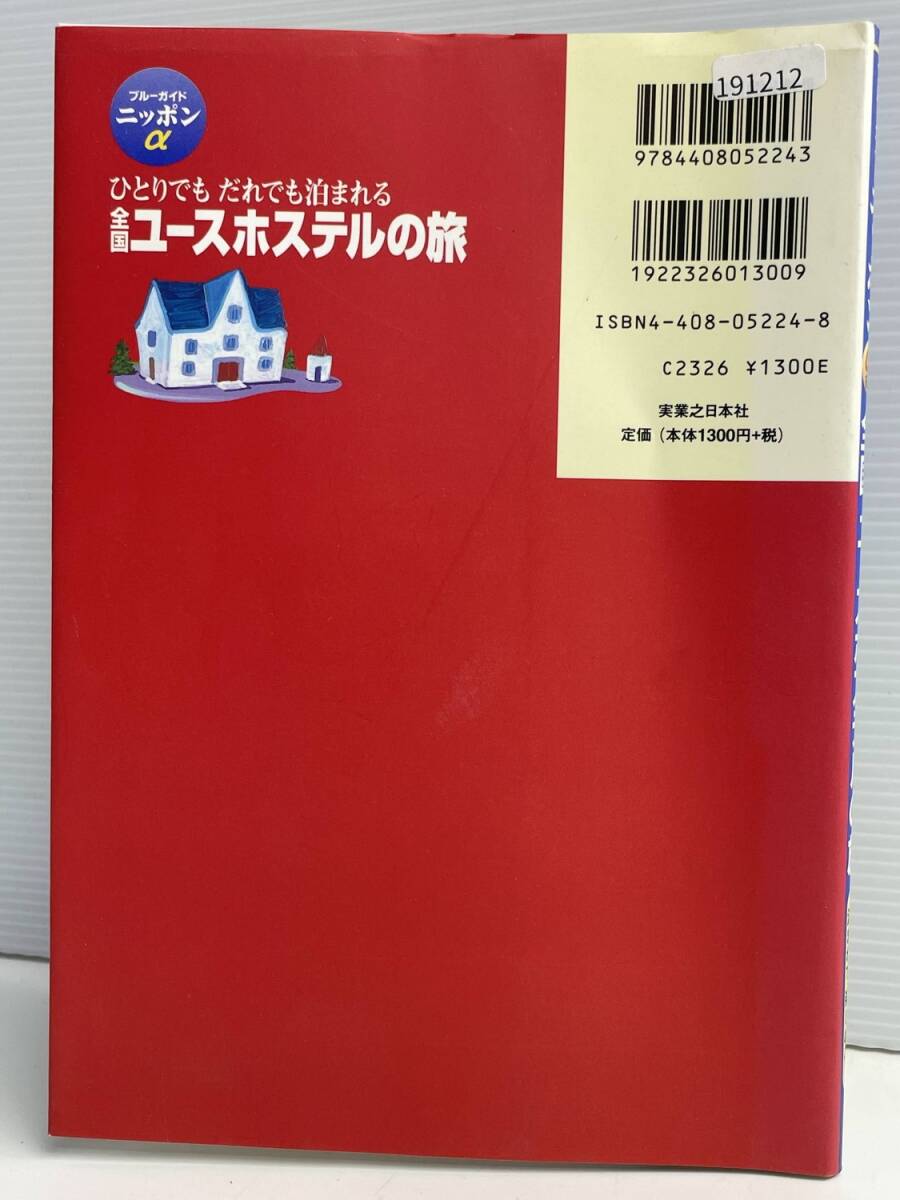 ブルーガイド
ニッポン
α
ひとりでも だれでも泊まれる
全国ユースホステルの旅
191212
9784408052243
1922326013009
ISBN4-408-05224-8
C2326 ¥1300E
実業之日本社
定価（本体1300円+税）